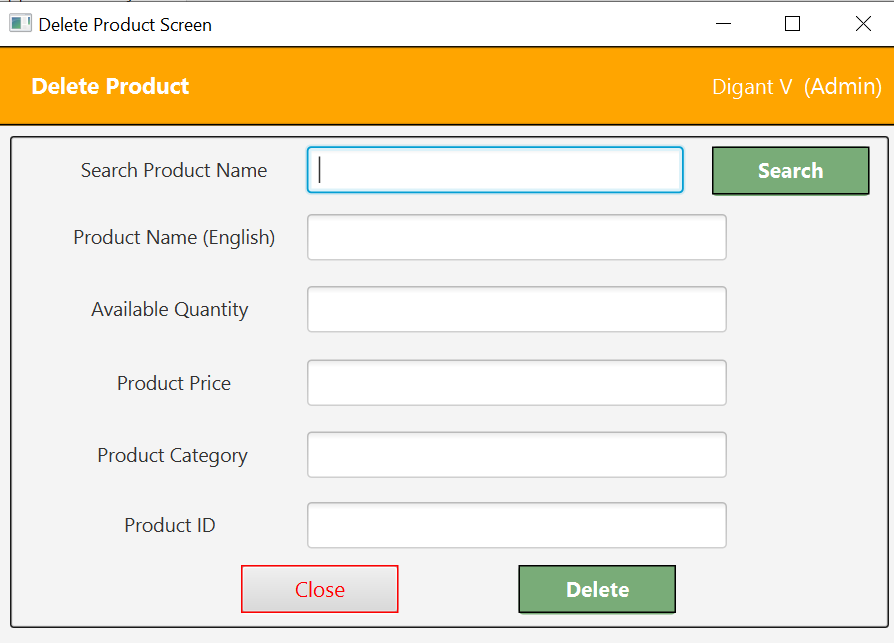 Delete Product Screen
Delete Product
Digant V (Admin)
Search Product Name
Search
Product Name (English)
Available Quantity
Product Price
Product Category
Product ID
Close
Delete